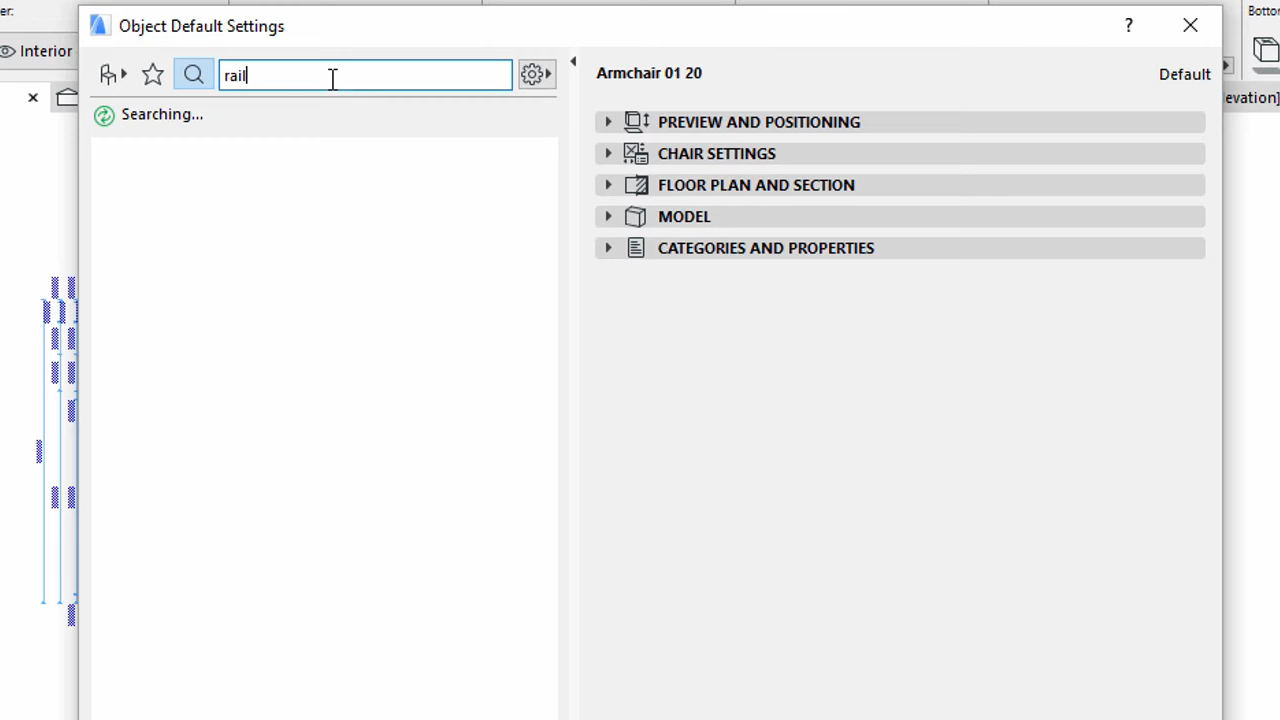 er:
Object Default Settings
?
Bottor
Interior
rail
Armchair 01 20
Default
evation]
Searching...
PREVIEW AND POSITIONING
CHAIR SETTINGS
FLOOR PLAN AND SECTION
MODEL
CATEGORIES AND PROPERTIES